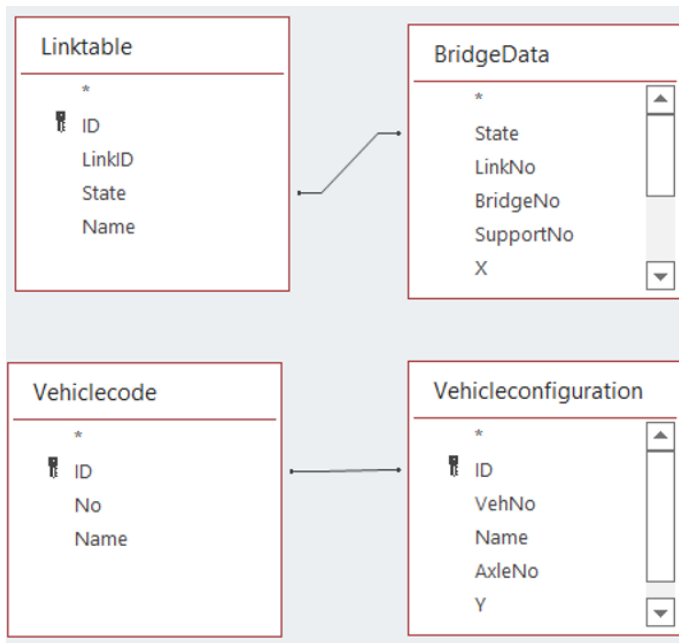 Linktable
*
ID
LinkID
State
Name
BridgeData
*
State
LinkNo
BridgeNo
SupportNo
X
Vehiclecode
*
ID
No
Name
Vehicleconfiguration
*
ID
VehNo
Name
AxleNo
Y